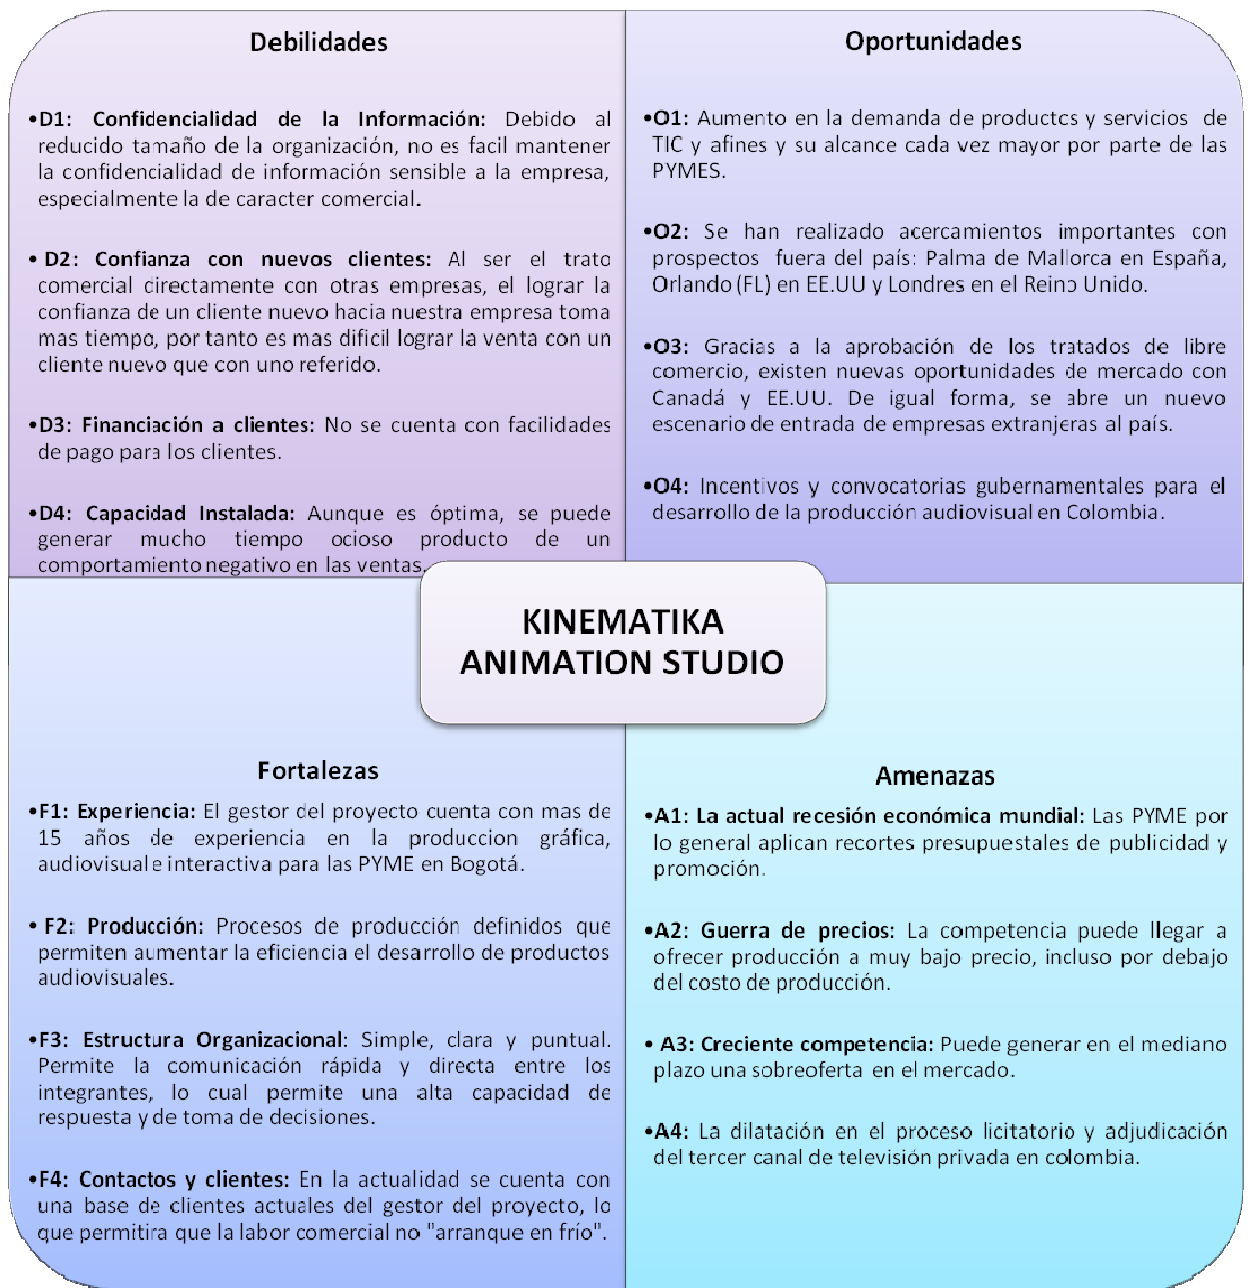 Debilidades
•D1: Confidencialidad de la Información: Debido al
reducido tamaño de la organización, no es facil mantener
la confidencialidad de información sensible a la empresa,
especialmente la de caracter comercial.
• D2: Confianza con nuevos clientes: Al ser el trato
comercial directamente con otras empresas, el lograr la
confianza de un cliente nuevo hacia nuestra empresa toma
mas tiempo, por tanto es mas dificil lograr la venta con un
cliente nuevo que con uno referido.
•D3: Financiación a clientes: No se cuenta con facilidades
de pago para los clientes.
•D4: Capacidad Instalada: Aunque es óptima, se puede
generar mucho tiempo ocioso producto de un
comportamiento negativo en las ventas.
Oportunidades
•O1: Aumento en la demanda de productos y servicios de
TIC y afines y su alcance cada vez mayor por parte de las
PYMES.
•O2: Se han realizado acercamientos importantes con
prospectos fuera del país: Palma de Mallorca en España,
Orlando (FL) en EE.UU y Londres en el Reino Unido.
•O3: Gracias a la aprobación de los tratados de libre
comercio, existen nuevas oportunidades de mercado con
Canadá y EE.UU. De igual forma, se abre un nuevo
escenario de entrada de empresas extranjeras al país.
•O4: Incentivos y convocatorias gubernamentales para el
desarrollo de la producción audiovisual en Colombia.
KINEMATIKA
ANIMATION STUDIO
Fortalezas
•F1: Experiencia: El gestor del proyecto cuenta con mas de
15 años de experiencia en la produccion gráfica,
audiovisual e interactiva para las PYME en Bogotá.
• F2: Producción: Procesos de producción definidos que
permiten aumentar la eficiencia el desarrollo de productos
audiovisuales.
•F3: Estructura Organizacional: Simple, clara y puntual.
Permite la comunicación rápida y directa entre los
integrantes, lo cual permite una alta capacidad de
respuesta y de toma de decisiones.
•F4: Contactos y clientes: En la actualidad se cuenta con
una base de clientes actuales del gestor del proyecto, lo
que permitira que la labor comercial no "arranque en frío".
Amenazas
•A1: La actual recesión económica mundial: Las PYME por
lo general aplican recortes presupuestales de publicidad y
promoción.
•A2: Guerra de precios: La competencia puede llegar a
ofrecer producción a muy bajo precio, incluso por debajo
del costo de producción.
• A3: Creciente competencia: Puede generar en el mediano
plazo una sobreoferta en el mercado.
•A4: La dilatación en el proceso licitatorio y adjudicación
del tercer canal de televisión privada en colombia.